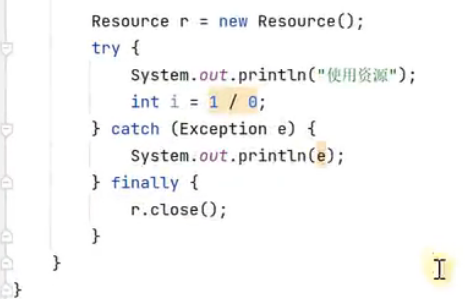 Resource r = new Resource();
try {
System.out.println("使用资源");
int i = 1 / 0;
} catch (Exception e) {
System.out.println(e);
} finally {
r.close();
}
}
}